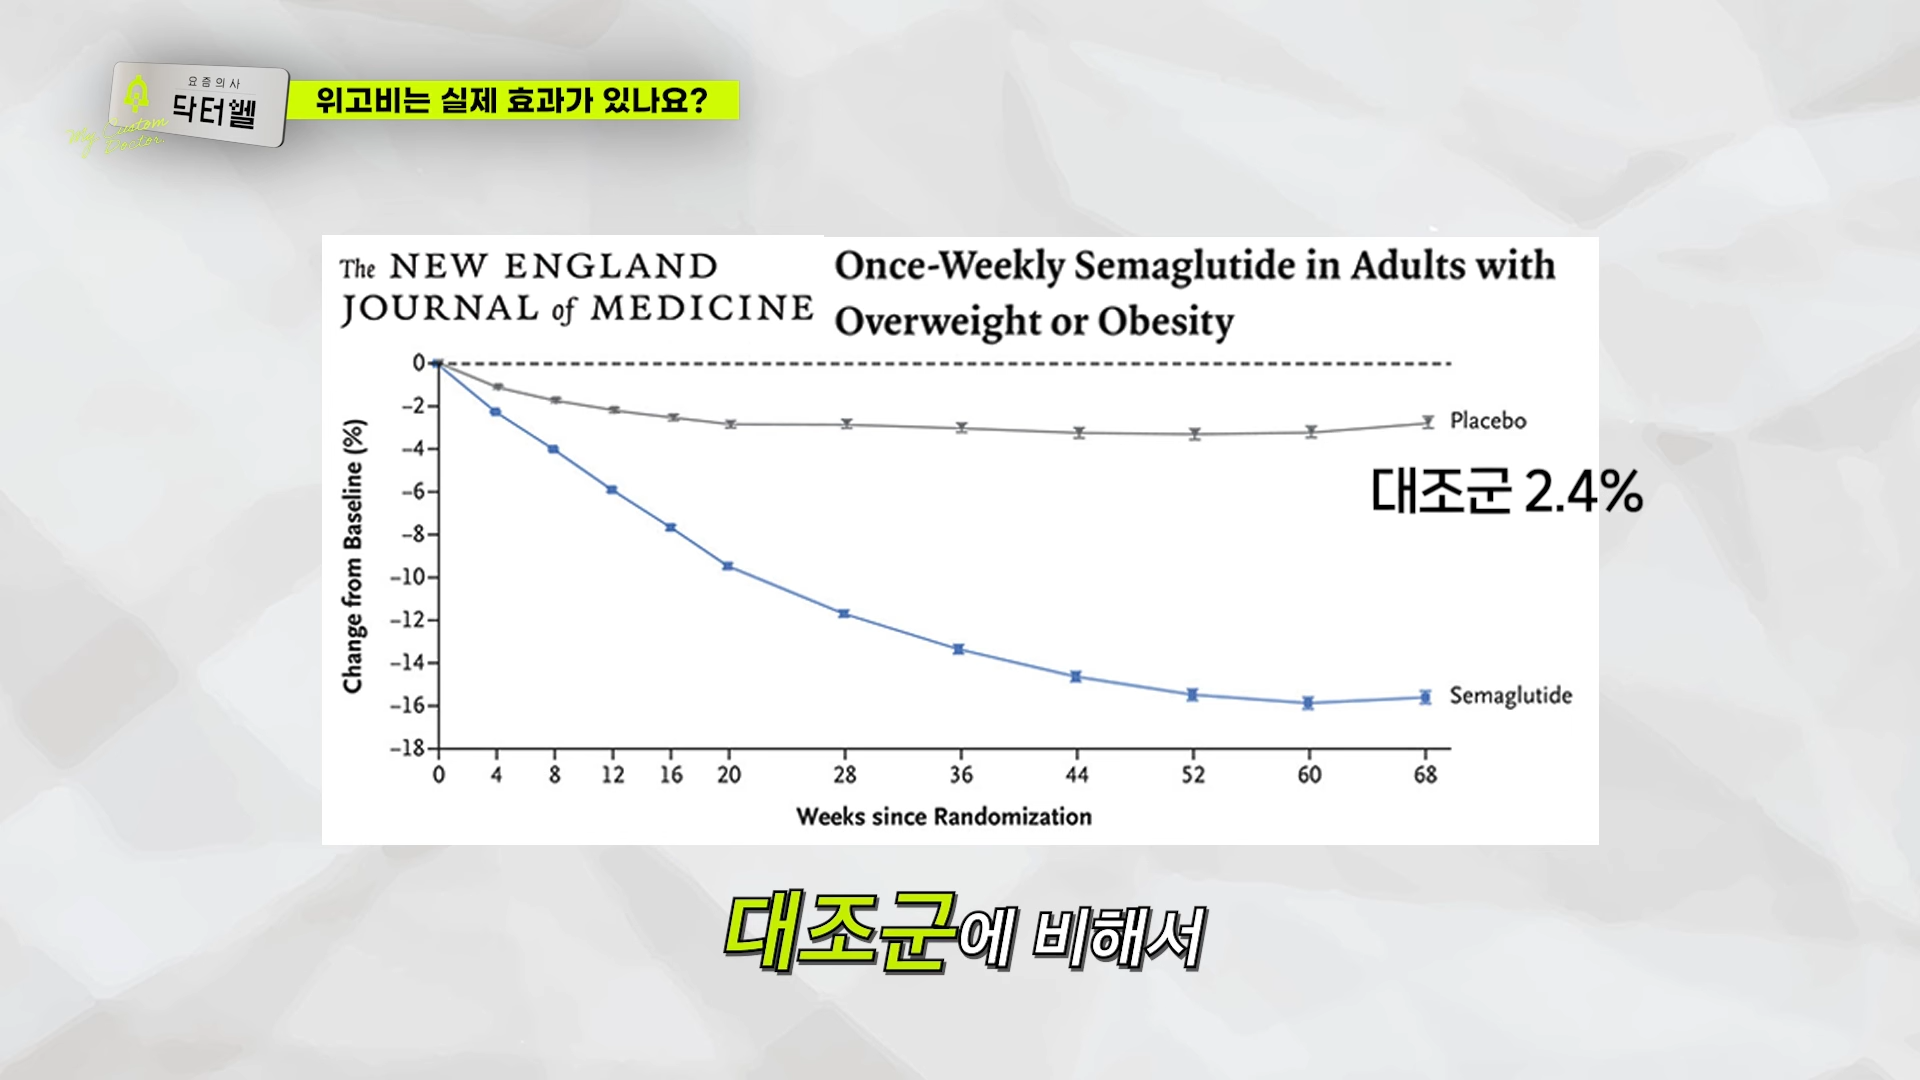 요즘의사
닥터벨
My Custom
Doctor
위고비는 실제 효과가 있나요?
The NEW ENGLAND
JOURNAL of MEDICINE
Once-Weekly Semaglutide in Adults with
Overweight or Obesity
Change from Baseline (%)
0
–2
–4
–6
–8
–10
–12
–14
–16
–18
Placebo
대조군 2.4%
Semaglutide
0 4 8 12 16 20 28 36 44 52 60 68
Weeks since Randomization
대조군에 비해서